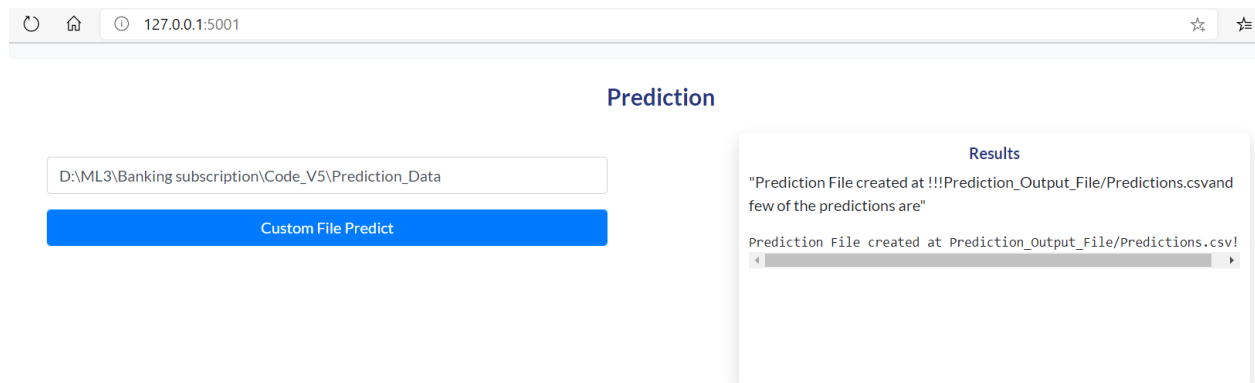 127.0.0.1:5001
Prediction
D:\ML3\Banking subscription\Code_V5\Prediction_Data
Custom File Predict
Results
"Prediction File created at !!!Prediction_Output_File/Predictions.csvand
few of the predictions are"
Prediction File created at Prediction_Output_File/Predictions.csv!